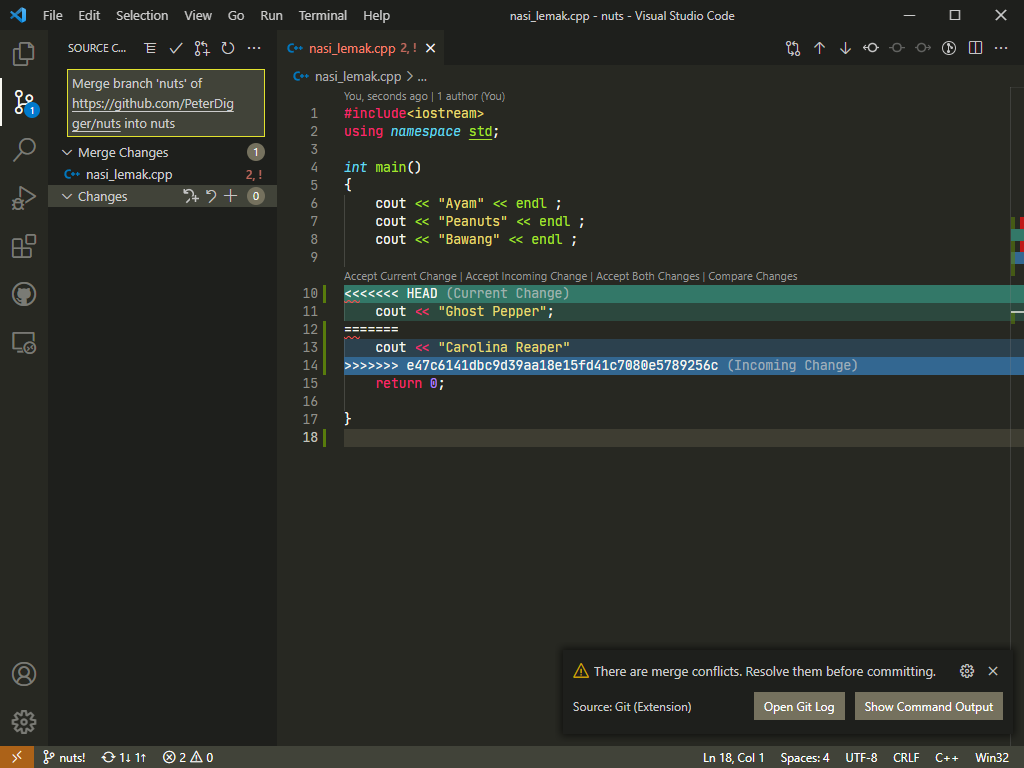 File Edit Selection View Go Run Terminal Help nasi_lemak.cpp - nuts - Visual Studio Code
SOURCE C...
nasi_lemak.cpp 2, !
nasi_lemak.cpp > ...
Merge branch 'nuts' of
https://github.com/PeterDig
ger/nuts into nuts
Merge Changes 1
nasi_lemak.cpp 2, !
Changes 0
1
You, seconds ago | 1 author (You)
1 #include<iostream>
2 using namespace std;
3
4 int main()
5 {
6 cout << "Ayam" << endl ;
7 cout << "Peanuts" << endl ;
8 cout << "Bawang" << endl ;
9
Accept Current Change | Accept Incoming Change | Accept Both Changes | Compare Changes
10 <<<<<<< HEAD (Current Change)
11 cout << "Ghost Pepper";
12 =======
13 cout << "Carolina Reaper"
14 >>>>>>> e47c6141dbc9d39aa18e15fd41c7080e5789256c (Incoming Change)
15 return 0;
16
17 }
18
There are merge conflicts. Resolve them before committing.
Source: Git (Extension)
Open Git Log
Show Command Output
nuts! 1↓ 1↑ 2 0 Ln 18, Col 1 Spaces: 4 UTF-8 CRLF C++ Win32